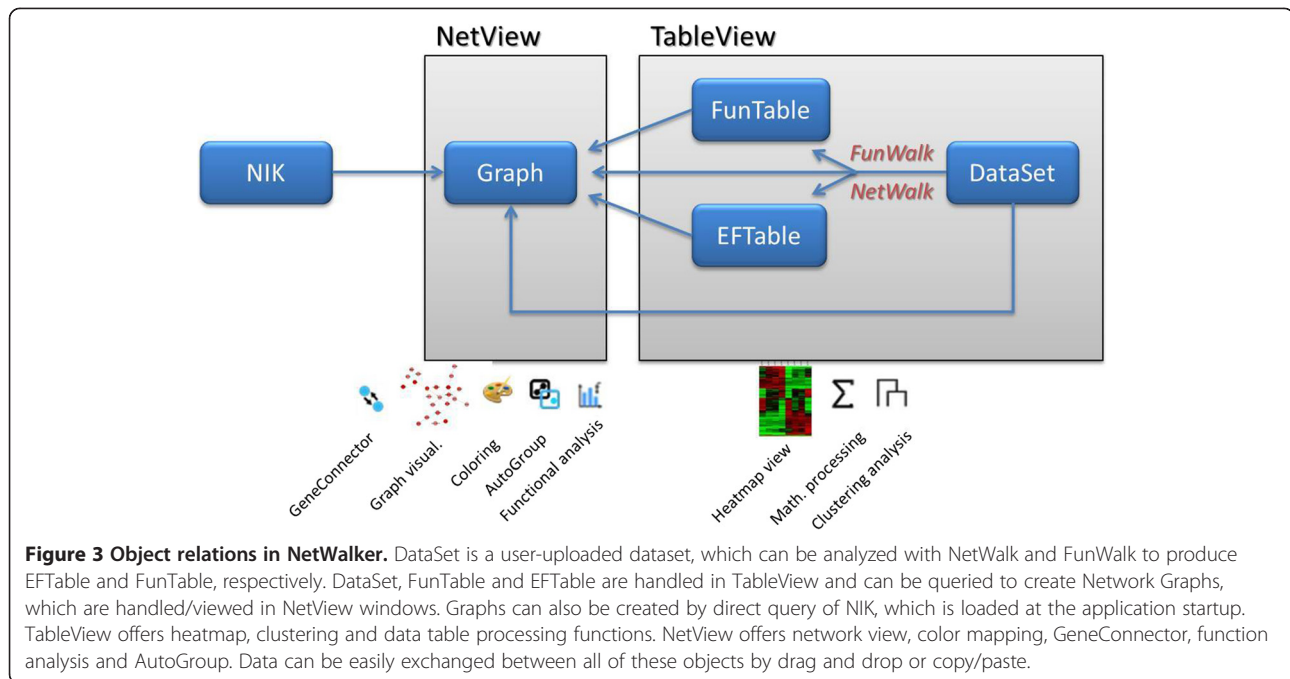 NetView
TableView
FunTable
FunWalk
NIK
Graph
DataSet
NetWalk
EFTable
GeneConnector
Graph visual.
Coloring
AutoGroup
Functional analysis
Σ
Heatmap view
Math. processing
Clustering analysis
Figure 3 Object relations in NetWalker. DataSet is a user-uploaded dataset, which can be analyzed with NetWalk and FunWalk to produce
EFTable and FunTable, respectively. DataSet, FunTable and EFTable are handled in TableView and can be queried to create Network Graphs,
which are handled/viewed in NetView windows. Graphs can also be created by direct query of NIK, which is loaded at the application startup.
TableView offers heatmap, clustering and data table processing functions. NetView offers network view, color mapping, GeneConnector, function
analysis and AutoGroup. Data can be easily exchanged between all of these objects by drag and drop or copy/paste.